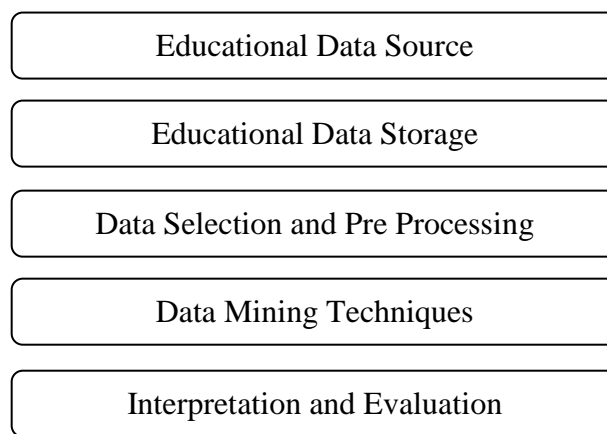 Educational Data Source
Educational Data Storage
Data Selection and Pre Processing
Data Mining Techniques
Interpretation and Evaluation